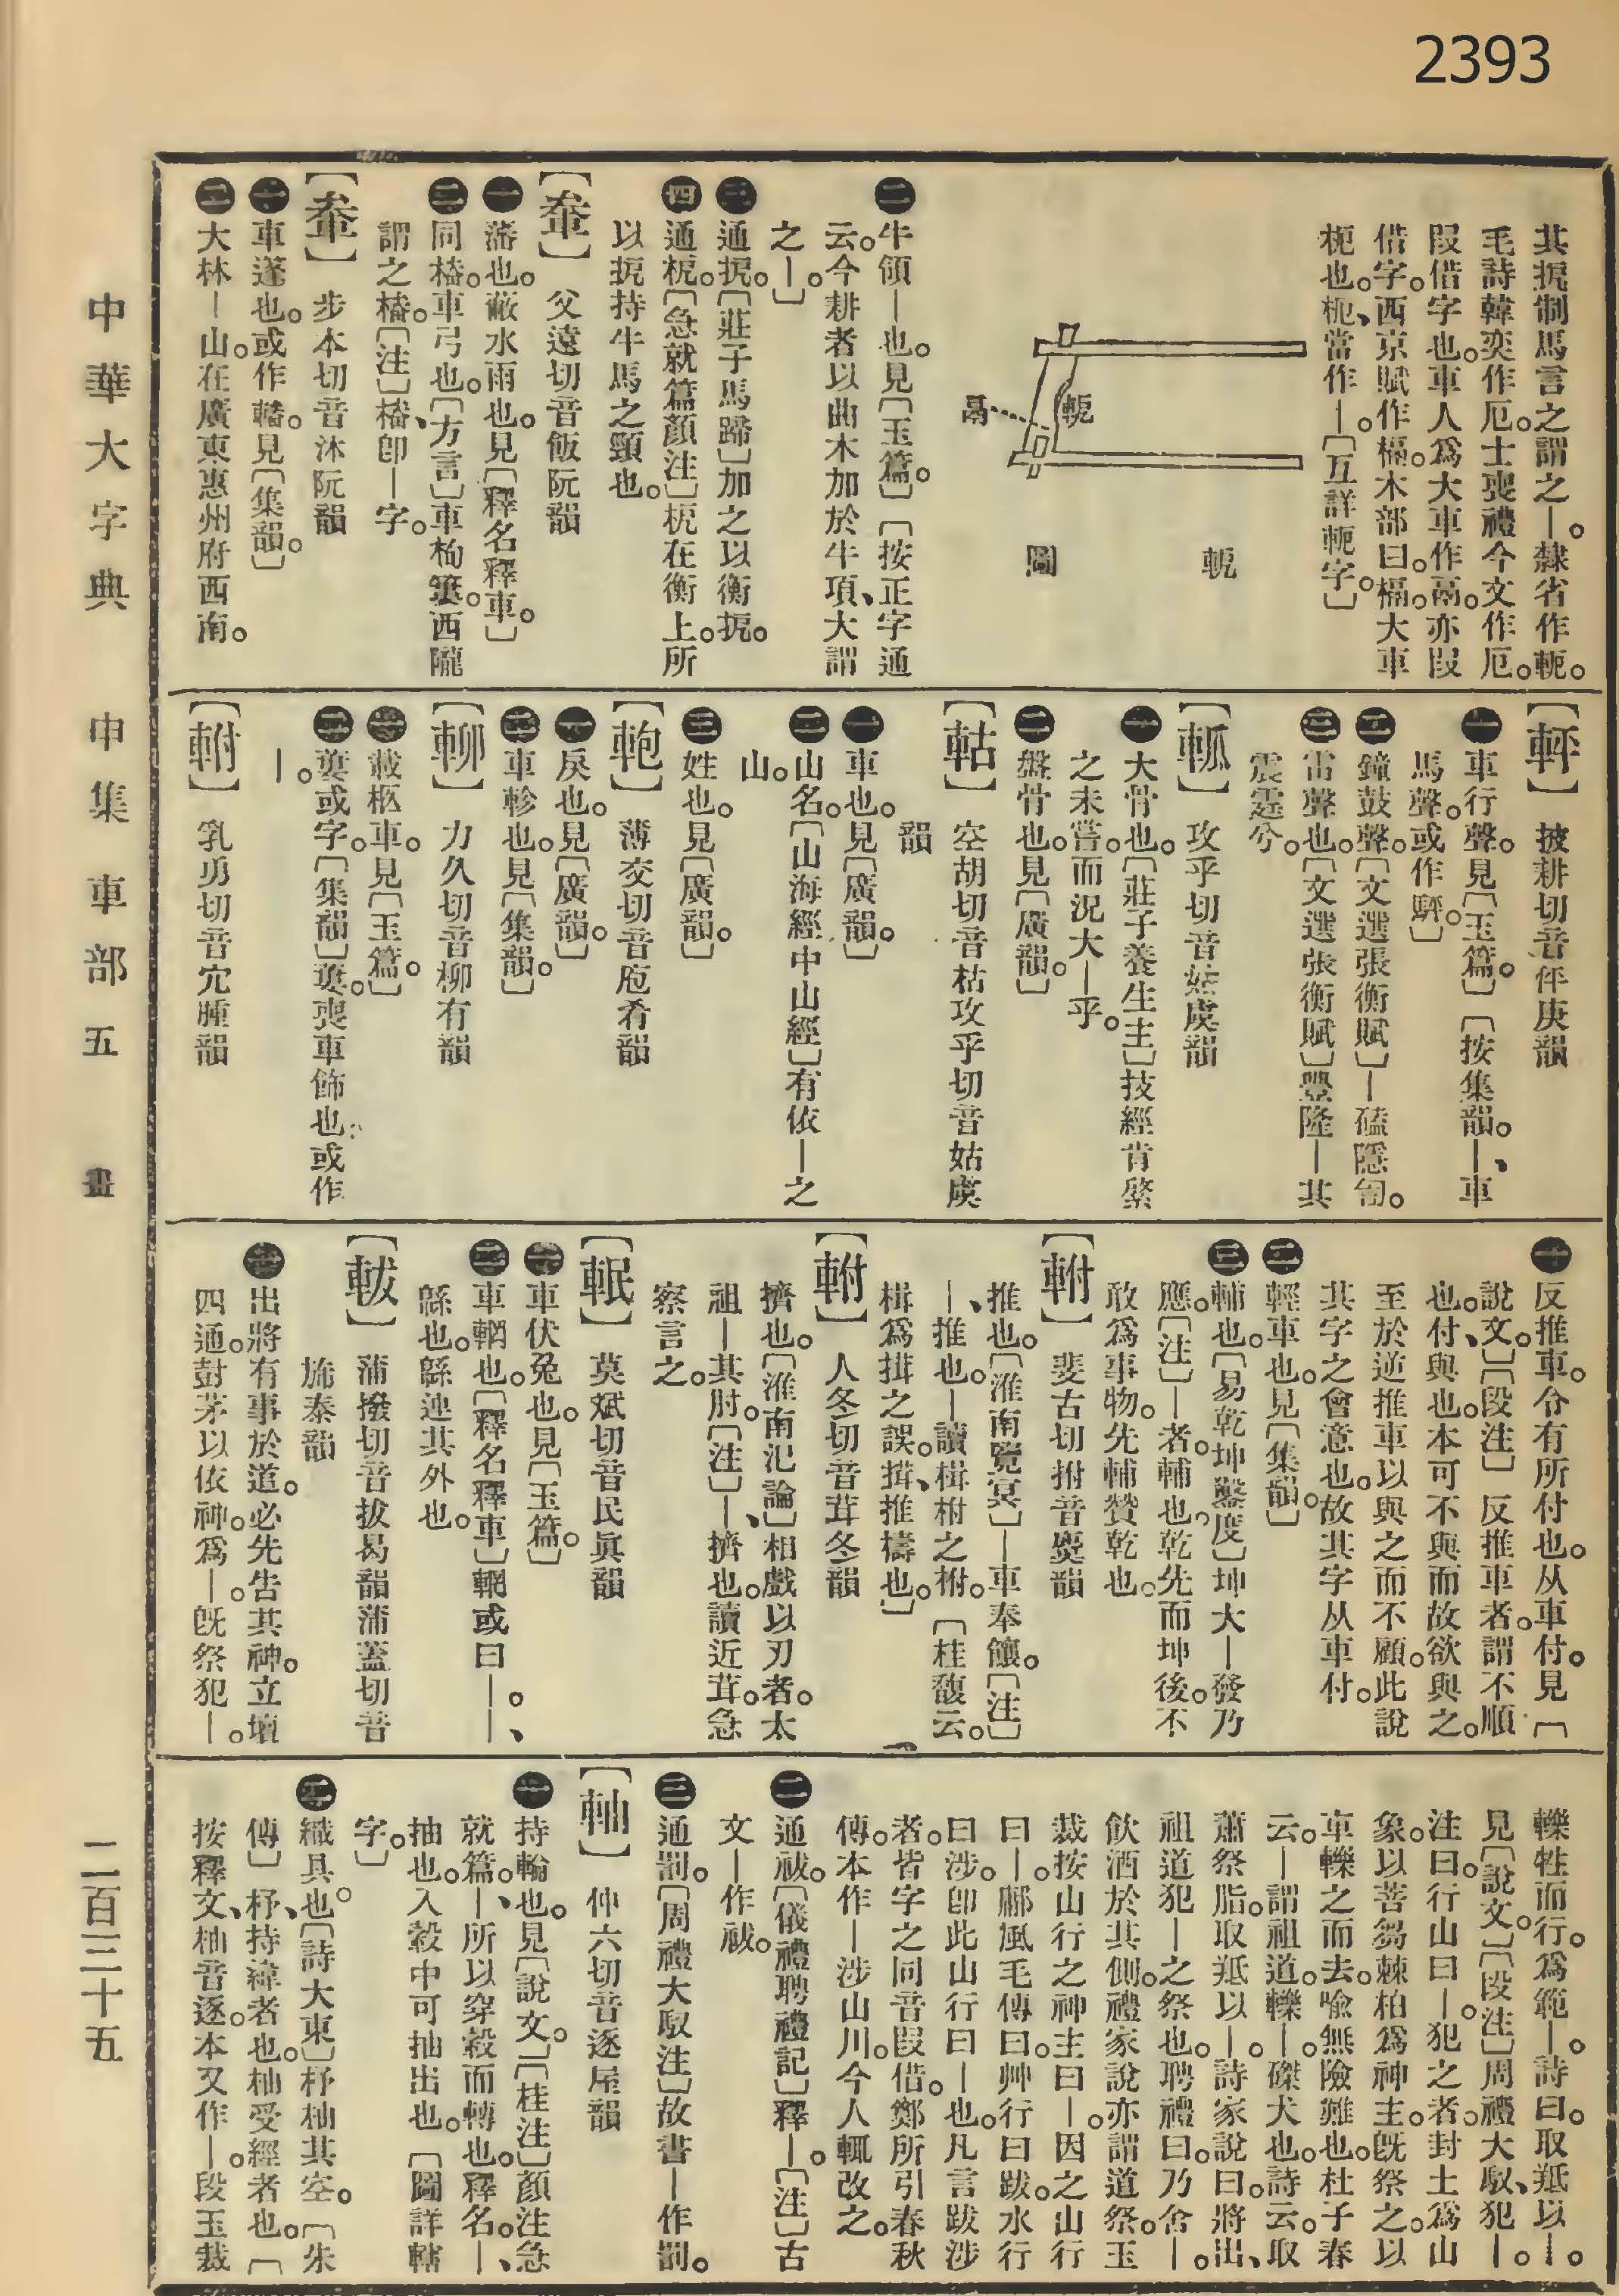 2393
其扼制馬言之謂之—。隸省作軛。
毛詩韓奕作厄。士喪禮今文作厄。
叚借字也。車人爲大車作鬲。亦叚
借字。西京賦作槅。木部曰。槅。大車
枙也。枙、當作—。〔互詳軛字。〕
軶
鬲
軶
圖
㊁牛領—也。見〔玉篇。〕〔按正字通
云。今耕者以曲木加於牛項、大謂
之—。〕
㊂通扼。〔莊子馬蹄〕加之以衡扼。
㊃通枙。〔急就篇顏注〕枙在衡上。所
以扼持牛馬之頸也。
【軬】父遠切音飯阮韻
㊀藩也。蔽水雨也。見〔釋名釋車。〕
㊁同㯼。車弓也。〔方言〕車枸簍。西隴
謂之㯼。〔注〕㯼、卽—字。
【軬】步本切音㳍阮韻
㊀車篷也。或作轓。見〔集韻。〕
㊁大林—山。在廣東惠州府西南。
【軯】披耕切音怦庚韻
㊀車行聲。見〔玉篇。〕〔按集韻。—、車
馬聲。或作駍。〕
㊁鐘鼓聲。〔文選張衡賦〕—磕隱訇。
㊂雷聲也。〔文選張衡賦〕豐隆—其
震霆兮。
【軱】攻乎切音姑虞韻
㊀大骨也。〔莊子養生主〕技經肯綮
之未嘗。而況大—乎。
㊁盤骨也。見〔廣韻。〕
【軲】空胡切音枯攻乎切音姑虞
韻
㊀車也。見〔廣韻。〕
㊁山名。〔山海經中山經〕有依—之
山。
㊂姓也。見〔廣韻。〕
【軳】薄交切音庖肴韻
㊀戾也。見〔廣韻。〕
㊁車軫也。見〔集韻。〕
【䡟】力久切音柳有韻
㊀載柩車。見〔玉篇。〕
㊁蔞或字。〔集韻〕蔞。喪車飾也。或作
—。
【軵】乳勇切音宂腫韻
㊀反推車。令有所付也。从車付。見〔
說文。〕〔段注〕反推車者。謂不順
也。付、與也。本可不與而故欲與之。
至於逆推車以與之而不顧。此說
其字之會意也。故其字从車付。
㊁輕車也。見〔集韻。〕
㊂輔也。〔易乾坤鑿度〕坤大—發乃
應。〔注〕—者。輔也。乾先而坤後。不
敢爲事物。先輔贊乾也。
【軵】斐古切拊音麌韻
推也。〔淮南覽冥〕—車奉饟。〔注〕
—、推也。—讀楫柎之柎。〔桂馥云。
楫爲揖之誤。揖、推擣也。〕
【軵】人冬切音茸冬韻
擠也。〔淮南氾論〕相戲以刃者。太
祖—其肘。〔注〕—、擠也。讀近茸。急
察言之。
【䡑】莫斌切音民眞韻
㊀車伏兔也。見〔玉篇。〕
㊁車輞也。〔釋名釋車〕輞或曰—。—、
緜也。緜連其外也。
【軷】蒲撥切音拔曷韻蒲蓋切音
旆泰韻
㊀出將有事於道。必先告其神。立壇
四通。封茅以依神。爲—。旣祭犯—。
轢牲而行。爲範—。詩曰。取羝以—。
見〔說文。〕〔段注〕周禮大馭、犯—。
注曰。行山曰—。犯之者。封土爲山
象。以菩芻棘柏爲神主。旣祭之。以
車轢之而去。喻無險難也。杜子春
云。—謂祖道。轢—。磔犬也。詩云。取
蕭祭脂。取羝以—。詩家說曰。將出、
祖道犯—之祭也。聘禮曰。乃舍—。
飲酒於其側。禮家說亦謂道祭。玉
裁按山行之神主曰—。因之山行
曰—。鄘風毛傳曰。艸行曰跋。水行
曰涉。卽此山行曰—也。凡言跋涉
者。皆字之同音叚借。鄭所引春秋
傳。本作—涉山川。今人輒改之。
㊁通祓。〔儀禮聘禮記〕釋—。〔注〕古
文—作祓。
㊂通罰。〔周禮大馭注〕故書—作罰。
【軸】仲六切音逐屋韻
㊀持輪也。見〔說文。〕〔桂注〕顏注急
就篇。—、所以穿轂而轉也。釋名。—、
抽也。入轂中可抽出也。〔圖詳轄
字。〕
㊁織具也。〔詩大東〕杼柚其空。〔朱
傳〕杼、持緯者也。柚受經者也。〔
按釋文、柚音逐。本又作—。段玉裁
中華大字典　申集　車部　五　畫　二百三十五